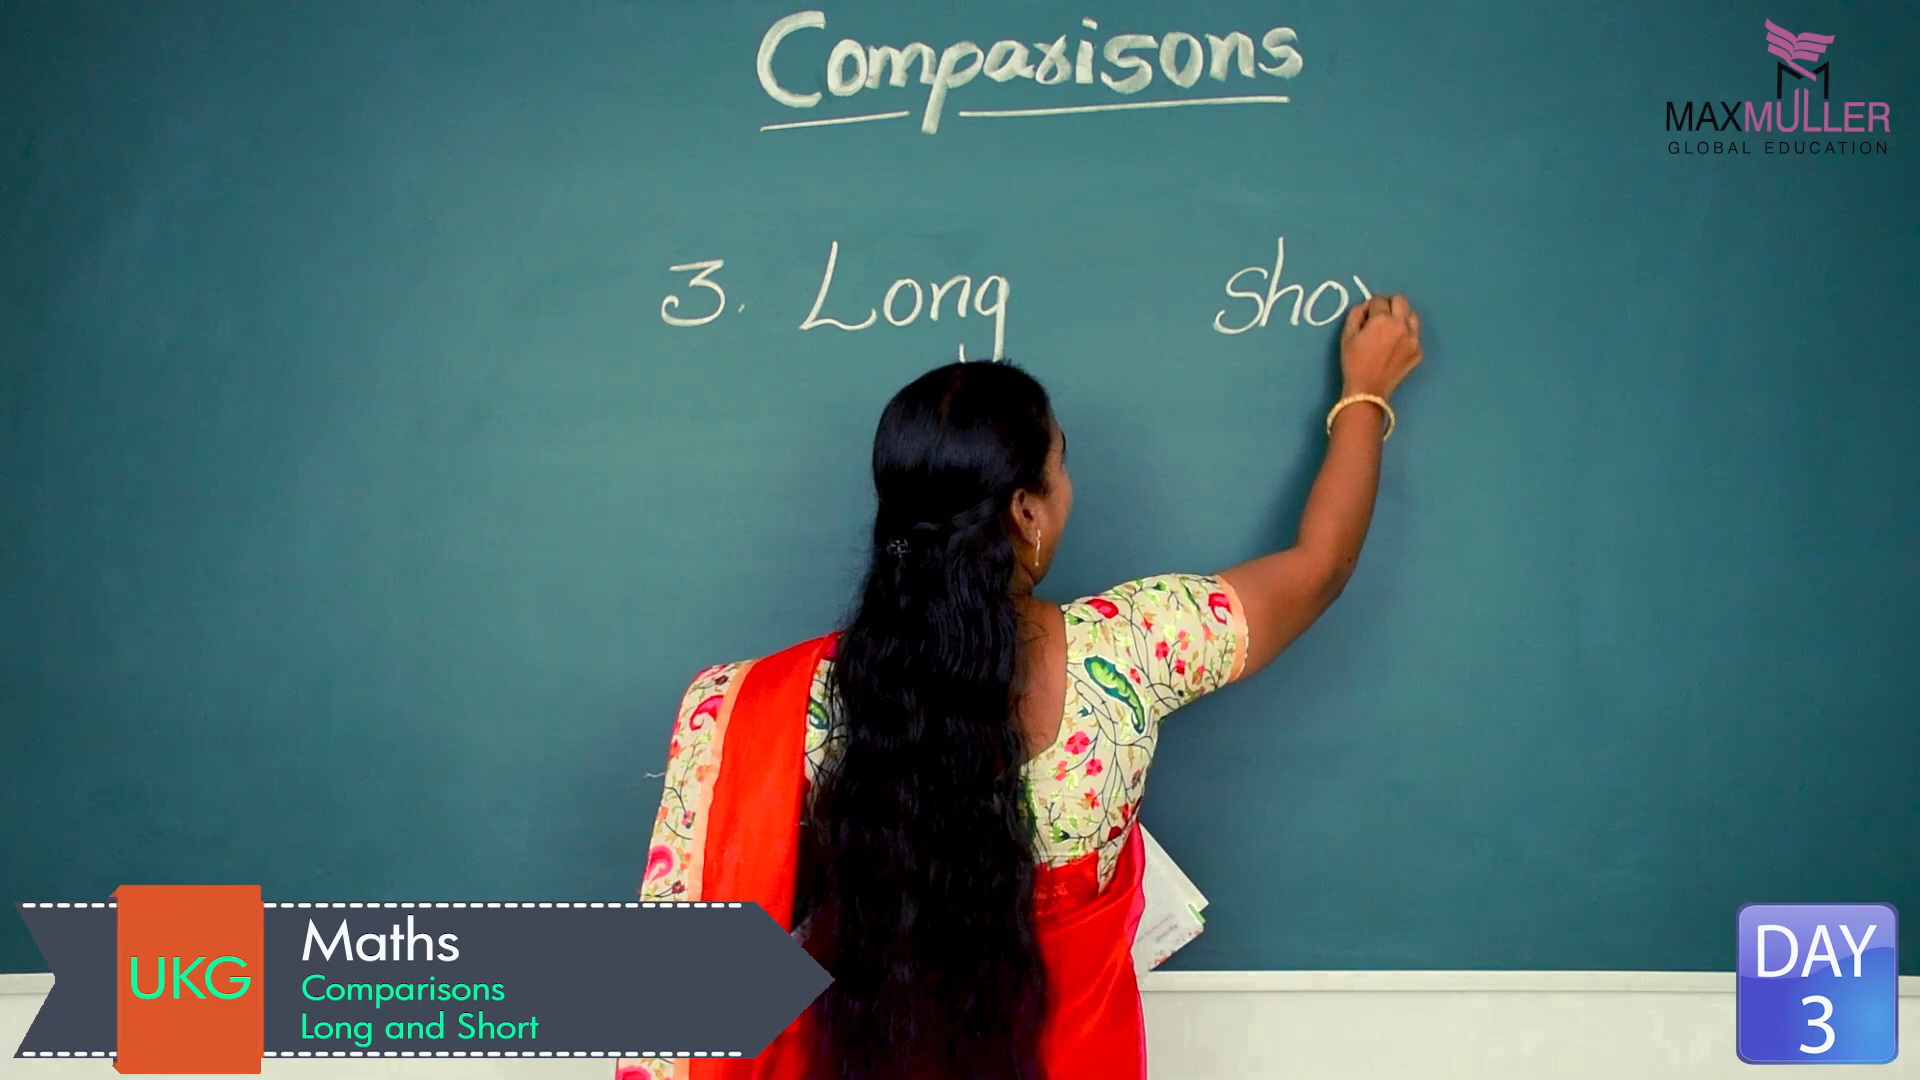 Comparisons
MAXMULLER
GLOBAL EDUCATION
3. Long
UKG
Maths
Comparisons
Long and Short
DAY
3